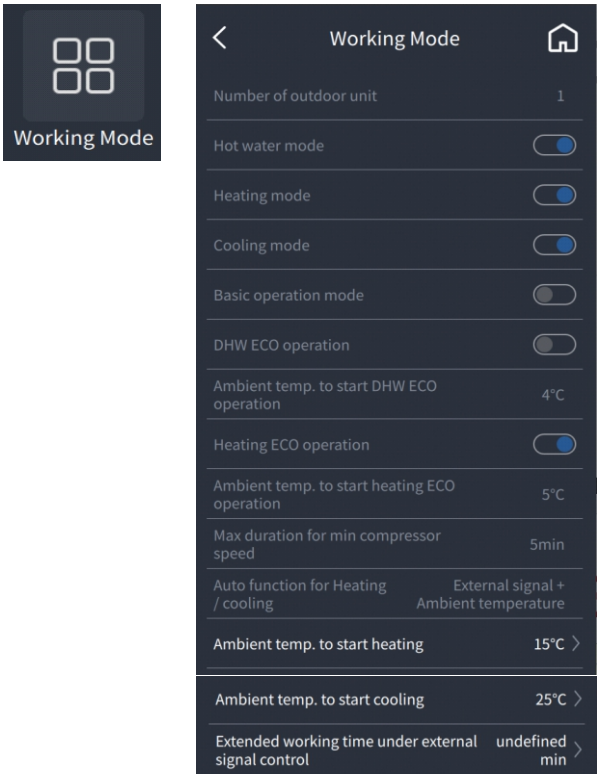 Working Mode
Working Mode
Number of outdoor unit 1
Hot water mode
Heating mode
Cooling mode
Basic operation mode
DHW ECO operation
Ambient temp. to start DHW ECO
operation 4°C
Heating ECO operation
Ambient temp. to start heating ECO
operation 5°C
Max duration for min compressor
speed 5min
Auto function for Heating External signal +
/ cooling Ambient temperature
Ambient temp. to start heating 15°C
Ambient temp. to start cooling 25°C
Extended working time under external undefined
signal control min